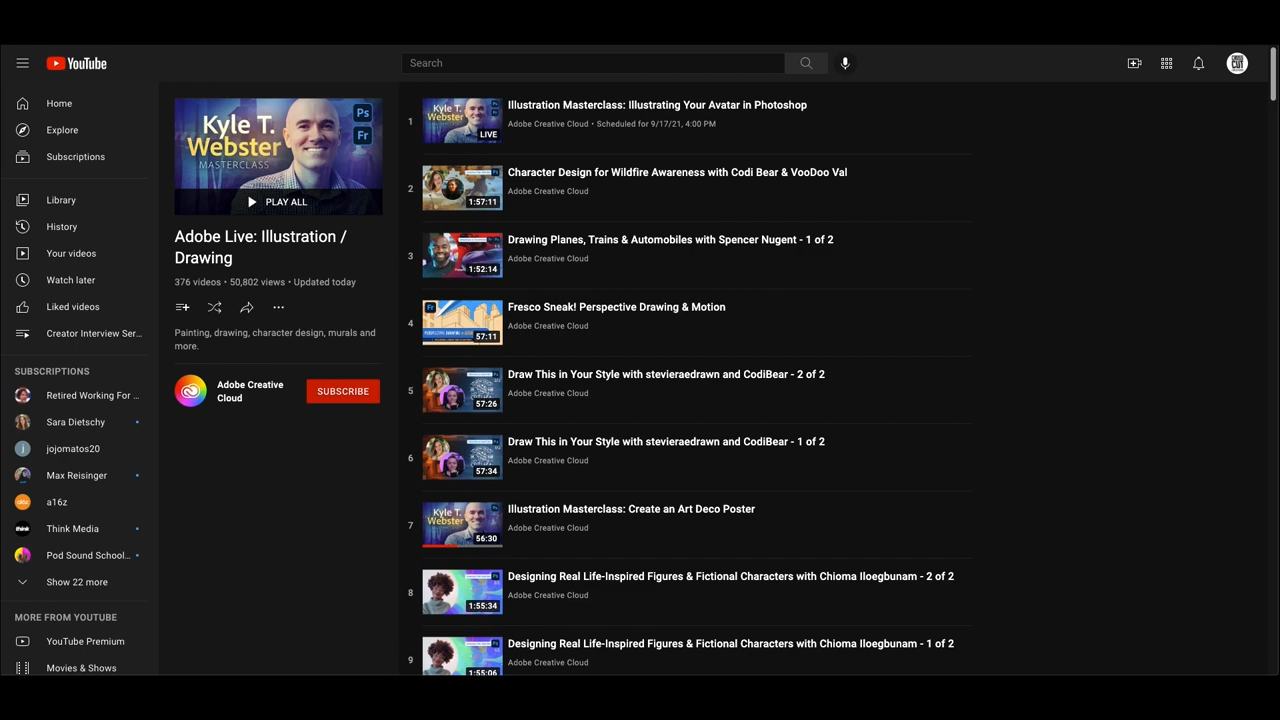 YouTube
Search
Home
Explore
Subscriptions
Library
History
Your videos
Watch later
Liked videos
Creator Interview Ser...
SUBSCRIPTIONS
Retired Working For ...
Sara Dietschy
jojomatos20
Max Reisinger
a16z
Think Media
Pod Sound School...
Show 22 more
MORE FROM YOUTUBE
YouTube Premium
Movies & Shows
Kyle T.
Webster
MASTERCLASS
Ps
Fr
PLAY ALL
Adobe Live: Illustration /
Drawing
376 videos • 50,802 views • Updated today
Painting, drawing, character design, murals and
more.
Adobe Creative
Cloud
SUBSCRIBE
1
Kyle T.
Webster
LIVE
Illustration Masterclass: Illustrating Your Avatar in Photoshop
Adobe Creative Cloud • Scheduled for 9/17/21, 4:00 PM
2
1:57:11
Character Design for Wildfire Awareness with Codi Bear & VooDoo Val
Adobe Creative Cloud
3
1:52:14
Drawing Planes, Trains & Automobiles with Spencer Nugent - 1 of 2
Adobe Creative Cloud
4
Fr
57:11
Fresco Sneak! Perspective Drawing & Motion
Adobe Creative Cloud
5
57:26
Draw This in Your Style with stevieraedrawn and CodiBear - 2 of 2
Adobe Creative Cloud
6
57:34
Draw This in Your Style with stevieraedrawn and CodiBear - 1 of 2
Adobe Creative Cloud
7
Kyle T.
Webster
56:30
Illustration Masterclass: Create an Art Deco Poster
Adobe Creative Cloud
8
1:55:34
Designing Real Life-Inspired Figures & Fictional Characters with Chioma Iloegbunam - 2 of 2
Adobe Creative Cloud
9
1:55:06
Designing Real Life-Inspired Figures & Fictional Characters with Chioma Iloegbunam - 1 of 2
Adobe Creative Cloud